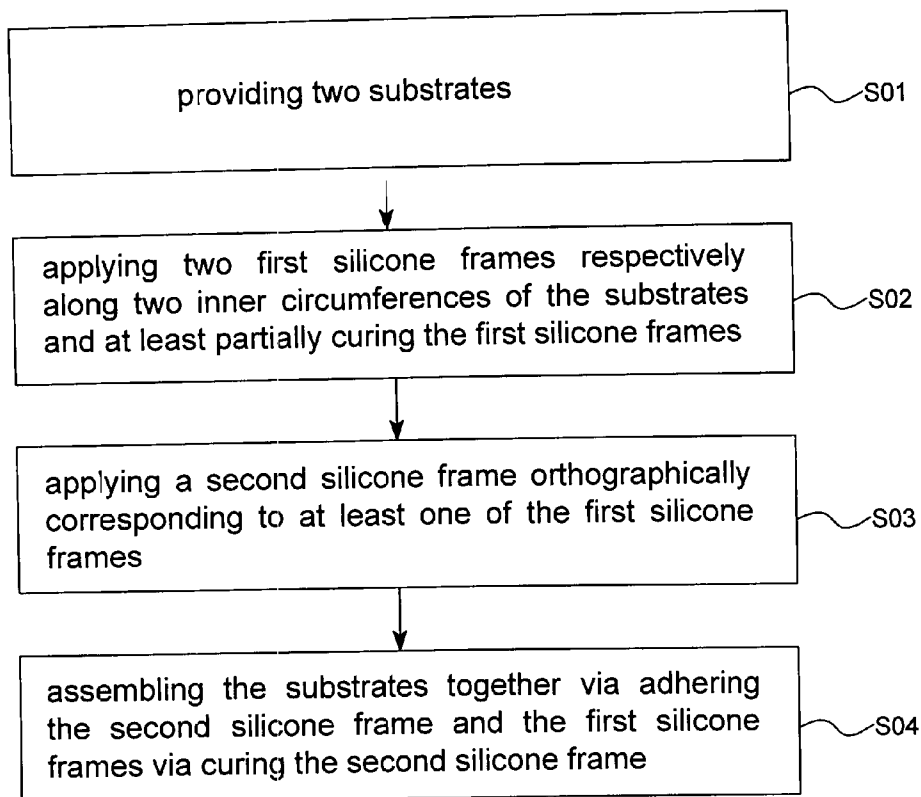 providing two substrates
S01
applying two first silicone frames respectively
along two inner circumferences of the substrates
and at least partially curing the first silicone frames
S02
applying a second silicone frame orthographically
corresponding to at least one of the first silicone
frames
S03
assembling the substrates together via adhering
the second silicone frame and the first silicone
frames via curing the second silicone frame
S04